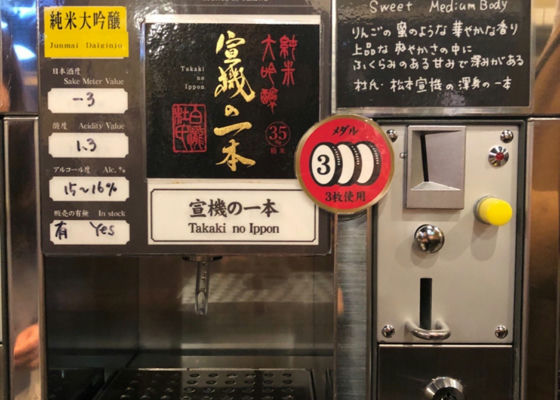 純米大吟醸
Junmai Daiginjo
日本酒度
Sake Meter Value
-3
酸度 Acidity Value
1.3
アルコール度 Alc. %
15~16%
販売の有無 In stock
有 Yes
純米
大吟醸
宣機の一本
Takaki
no
Ippon
35%
精米
宣機の一本
Takaki no Ippon
メダル
3
3枚使用
Sweet Medium Body
りんごの蜜のような華やかな香り
上品な爽やかさの中に
ふくらみのある甘みで深みがある
杜氏・松本宣機の渾身の一本